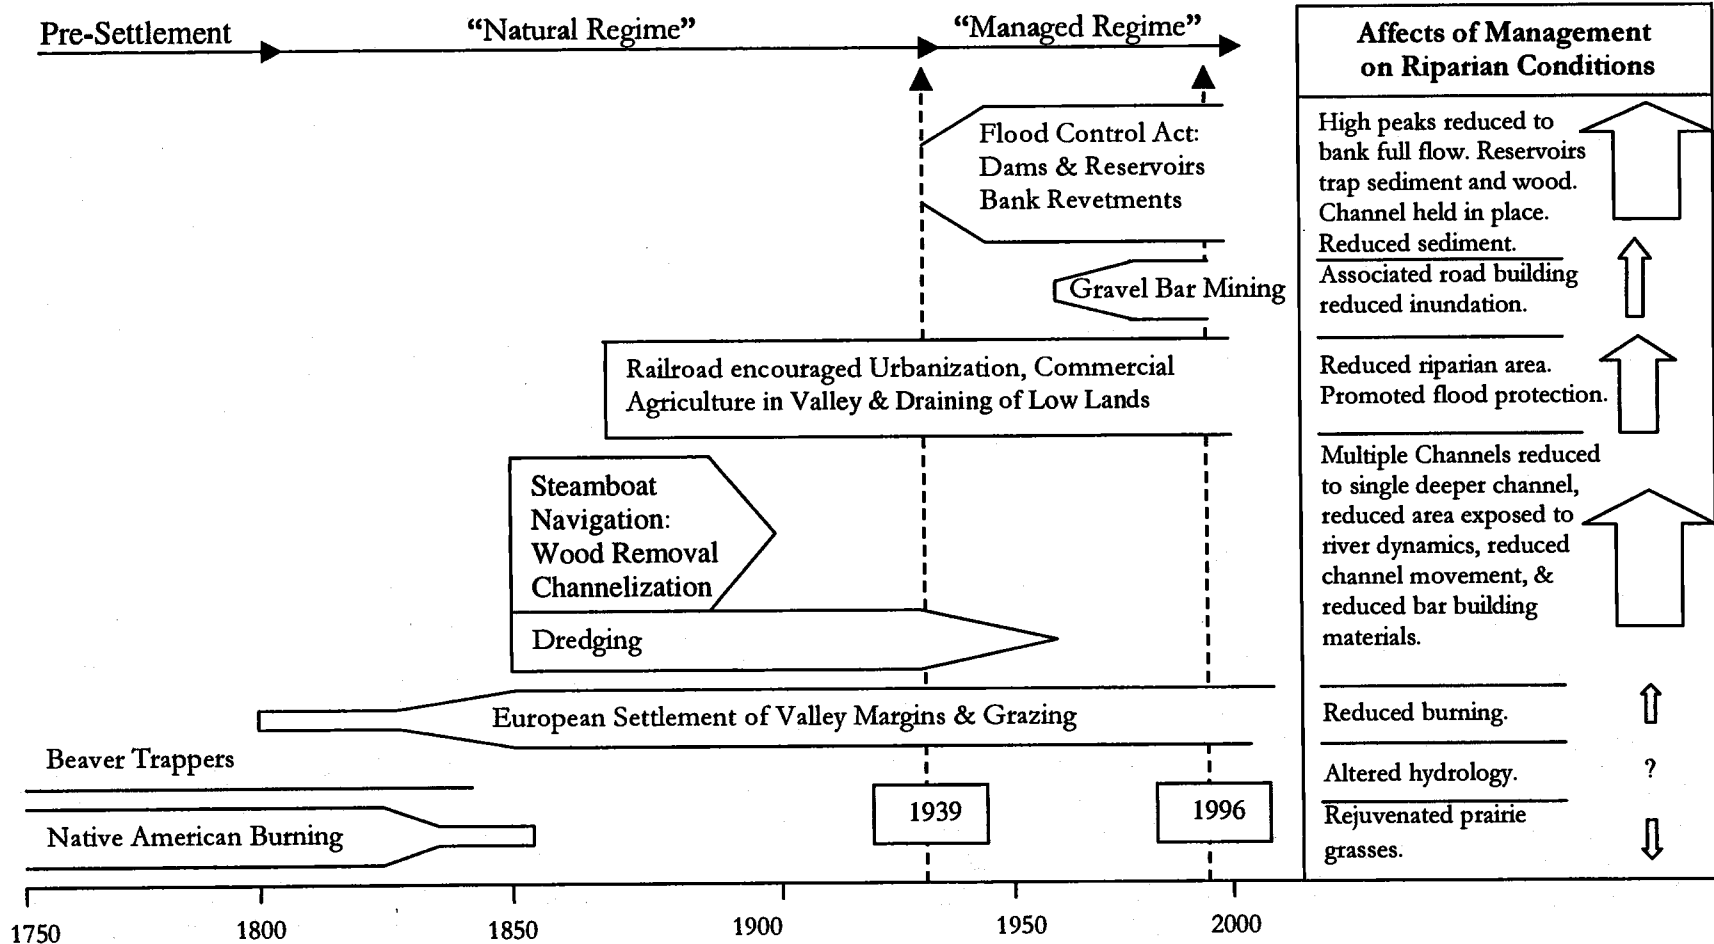 Pre-Settlement
“Natural Regime”
“Managed Regime”
Affects of Management
on Riparian Conditions
Flood Control Act:
Dams & Reservoirs
Bank Revetments
High peaks reduced to
bank full flow. Reservoirs
trap sediment and wood.
Channel held in place.
Reduced sediment.
Gravel Bar Mining
Associated road building
reduced inundation.
Railroad encouraged Urbanization, Commercial
Agriculture in Valley & Draining of Low Lands
Reduced riparian area.
Promoted flood protection.
Steamboat
Navigation:
Wood Removal
Channelization
Dredging
Multiple Channels reduced
to single deeper channel,
reduced area exposed to
river dynamics, reduced
channel movement, &
reduced bar building
materials.
European Settlement of Valley Margins & Grazing
Reduced burning.
Beaver Trappers
Altered hydrology.
?
Native American Burning
1939
1996
Rejuvenated prairie
grasses.
1750
1800
1850
1900
1950
2000